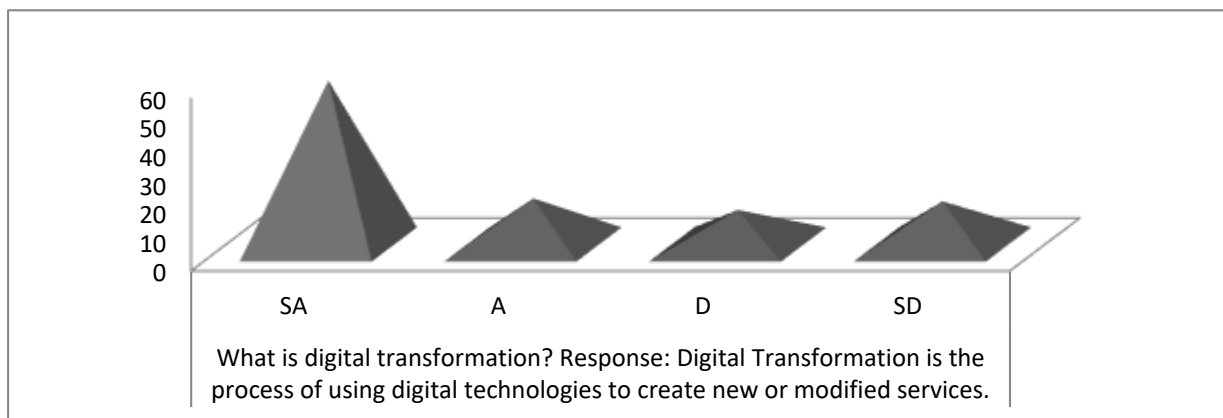 60
50
40
30
20
10
0
SA A D SD
What is digital transformation? Response: Digital Transformation is the
process of using digital technologies to create new or modified services.